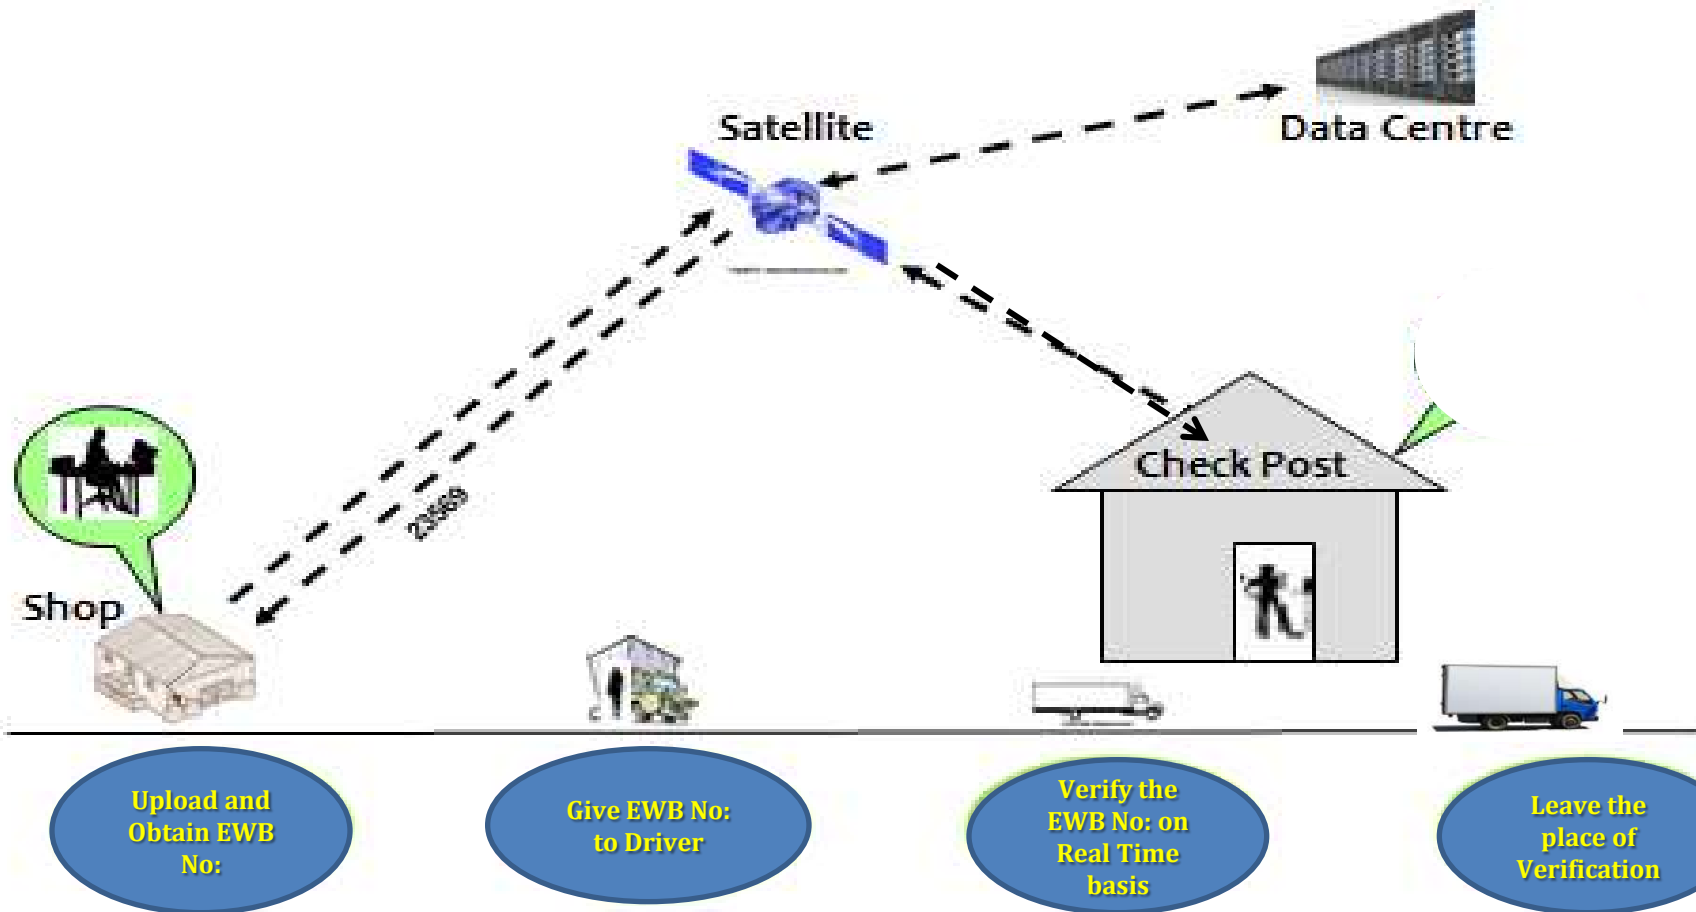 Satellite
Data Centre
Check Post
23569
Shop
Upload and
Obtain EWB
No:
Give EWB No:
to Driver
Verify the
EWB No: on
Real Time
basis
Leave the
place of
Verification